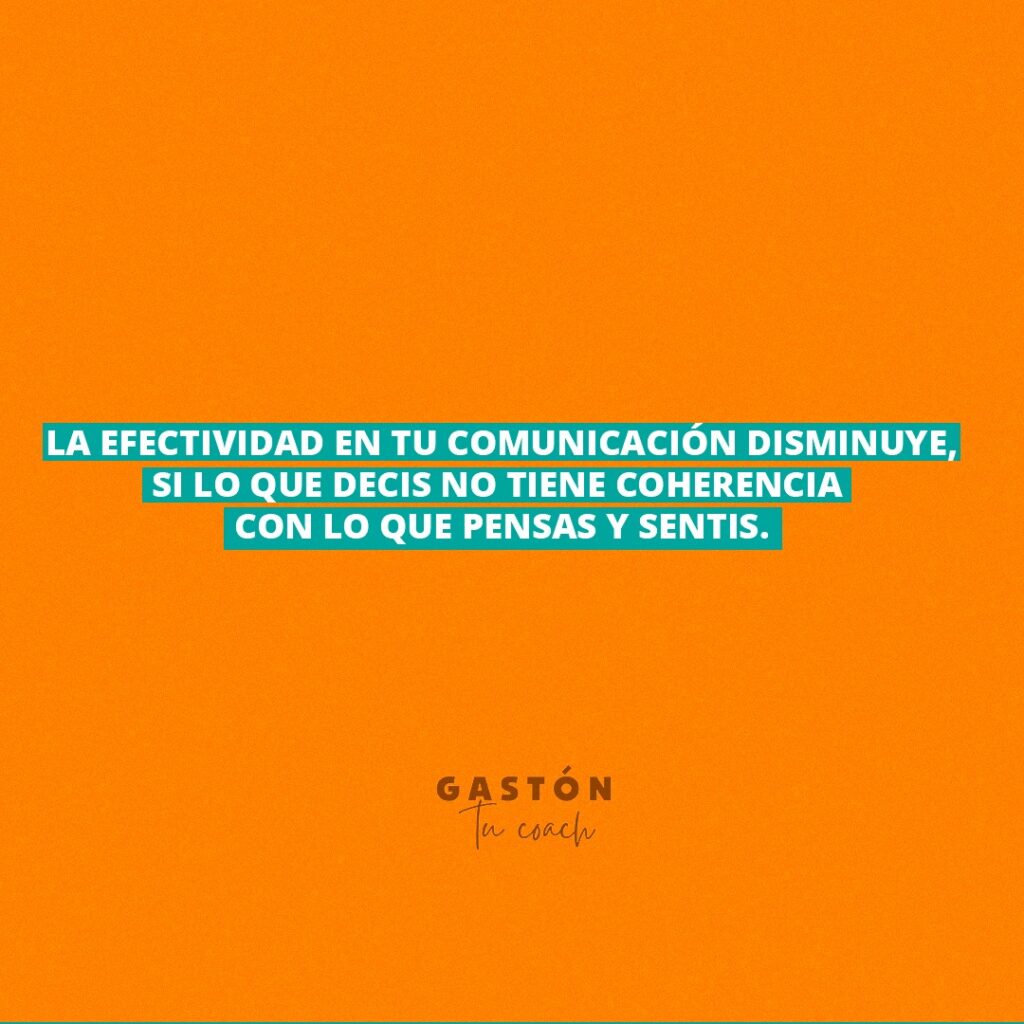 LA EFECTIVIDAD EN TU COMUNICACIÓN DISMINUYE,
SI LO QUE DECIS NO TIENE COHERENCIA
CON LO QUE PENSAS Y SENTIS.
GASTÓN
Tu coach